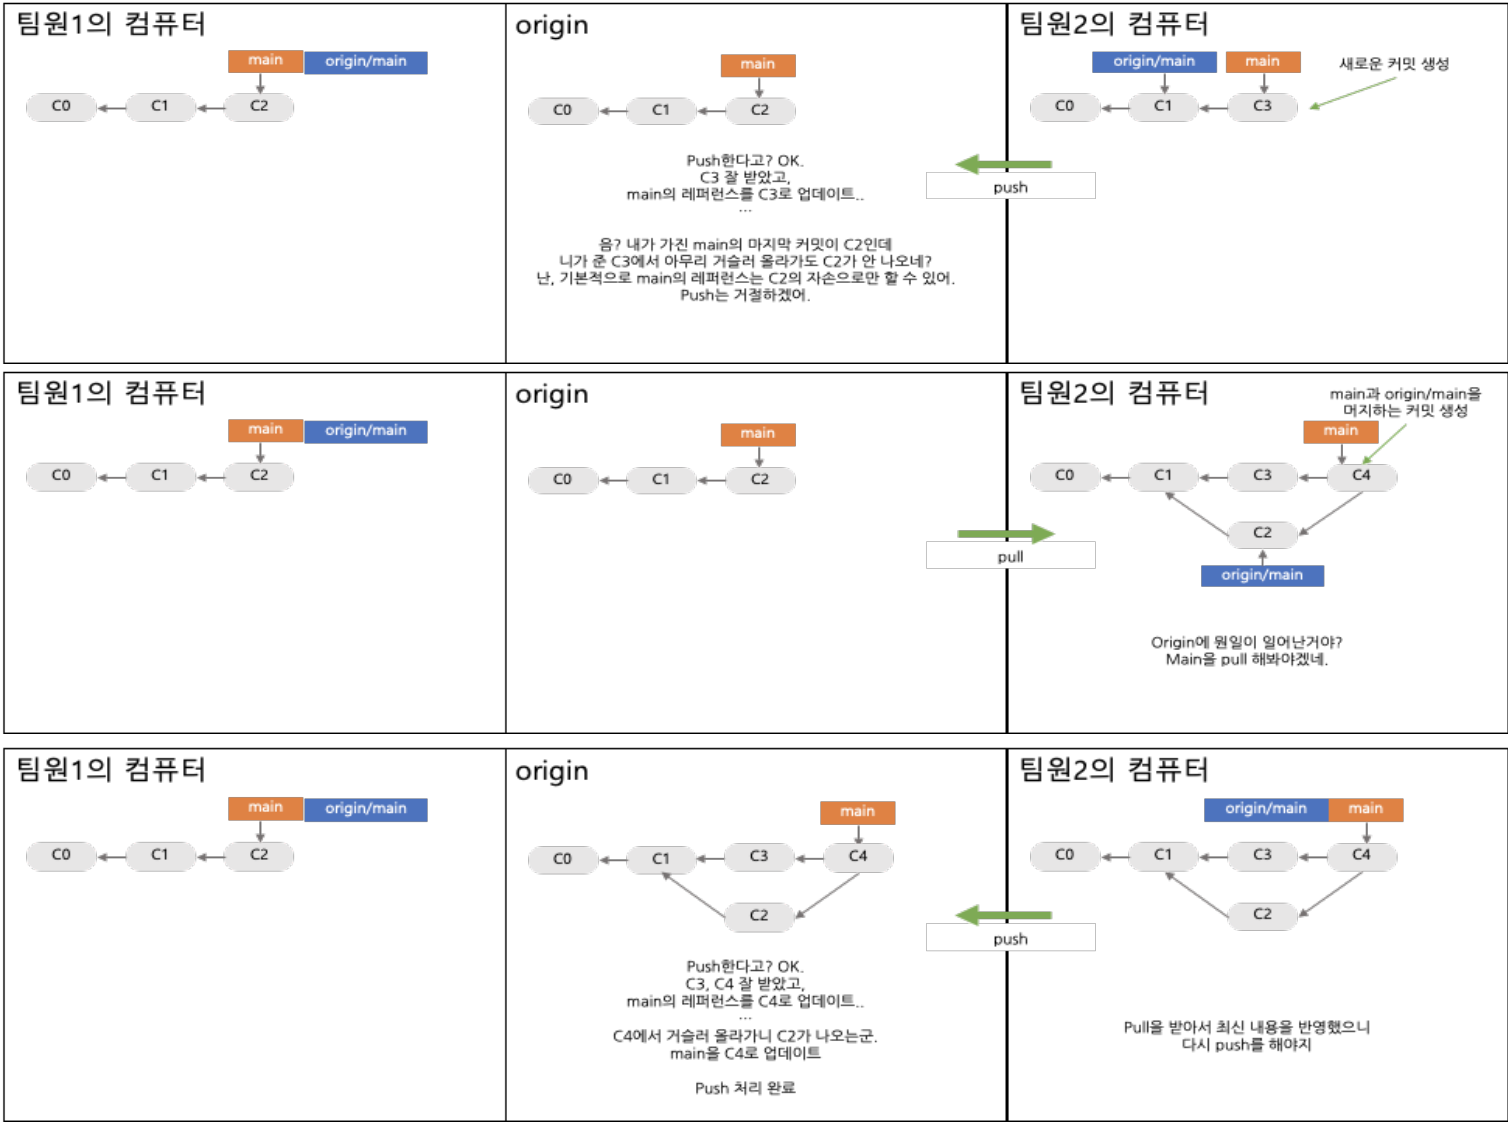 팀원1의 컴퓨터
main
origin/main
C0
C1
C2
origin
main
C0
C1
C2
Push한다고? OK.
C3 잘 받았고,
main의 레퍼런스를 C3로 업데이트..
...
음? 내가 가진 main의 마지막 커밋이 C2인데
니가 준 C3에서 아무리 거슬러 올라가도 C2가 안 나오네?
난, 기본적으로 main의 레퍼런스는 C2의 자손으로만 할 수 있어.
Push는 거절하겠어.
push
팀원2의 컴퓨터
origin/main
main
새로운 커밋 생성
C0
C1
C3
팀원1의 컴퓨터
main
origin/main
C0
C1
C2
origin
main
C0
C1
C2
pull
팀원2의 컴퓨터
main과 origin/main을
머지하는 커밋 생성
main
C0
C1
C3
C4
C2
origin/main
Origin에 뭔일이 일어난거야?
Main을 pull 해봐야겠네.
팀원1의 컴퓨터
main
origin/main
C0
C1
C2
origin
main
C0
C1
C3
C4
C2
Push한다고? OK.
C3, C4 잘 받았고,
main의 레퍼런스를 C4로 업데이트..
...
C4에서 거슬러 올라가니 C2가 나오는군.
main을 C4로 업데이트
Push 처리 완료
push
팀원2의 컴퓨터
origin/main
main
C0
C1
C3
C4
C2
Pull을 받아서 최신 내용을 반영했으니
다시 push를 해야지